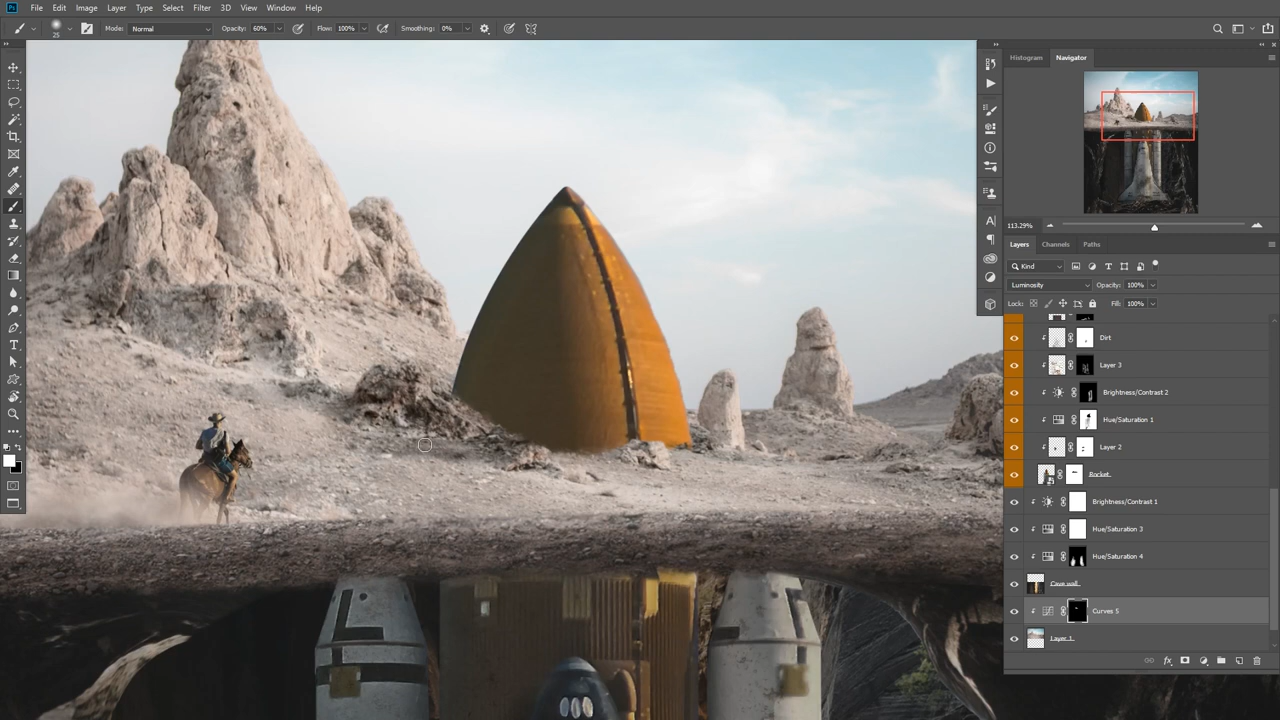 Ps File Edit Image Layer Type Select Filter 3D View Window Help
25 Mode: Normal Opacity: 60% Flow: 100% Smoothing: 0%
Histogram Navigator
113.29%
Layers Channels Paths
Kind
Luminosity Opacity: 100%
Lock: Fill: 100%
Dirt
Layer 3
Brightness/Contrast 2
Hue/Saturation 1
Layer 2
Rocket
Brightness/Contrast 1
Hue/Saturation 3
Hue/Saturation 4
Cave wall
Curves 5
Layer 1